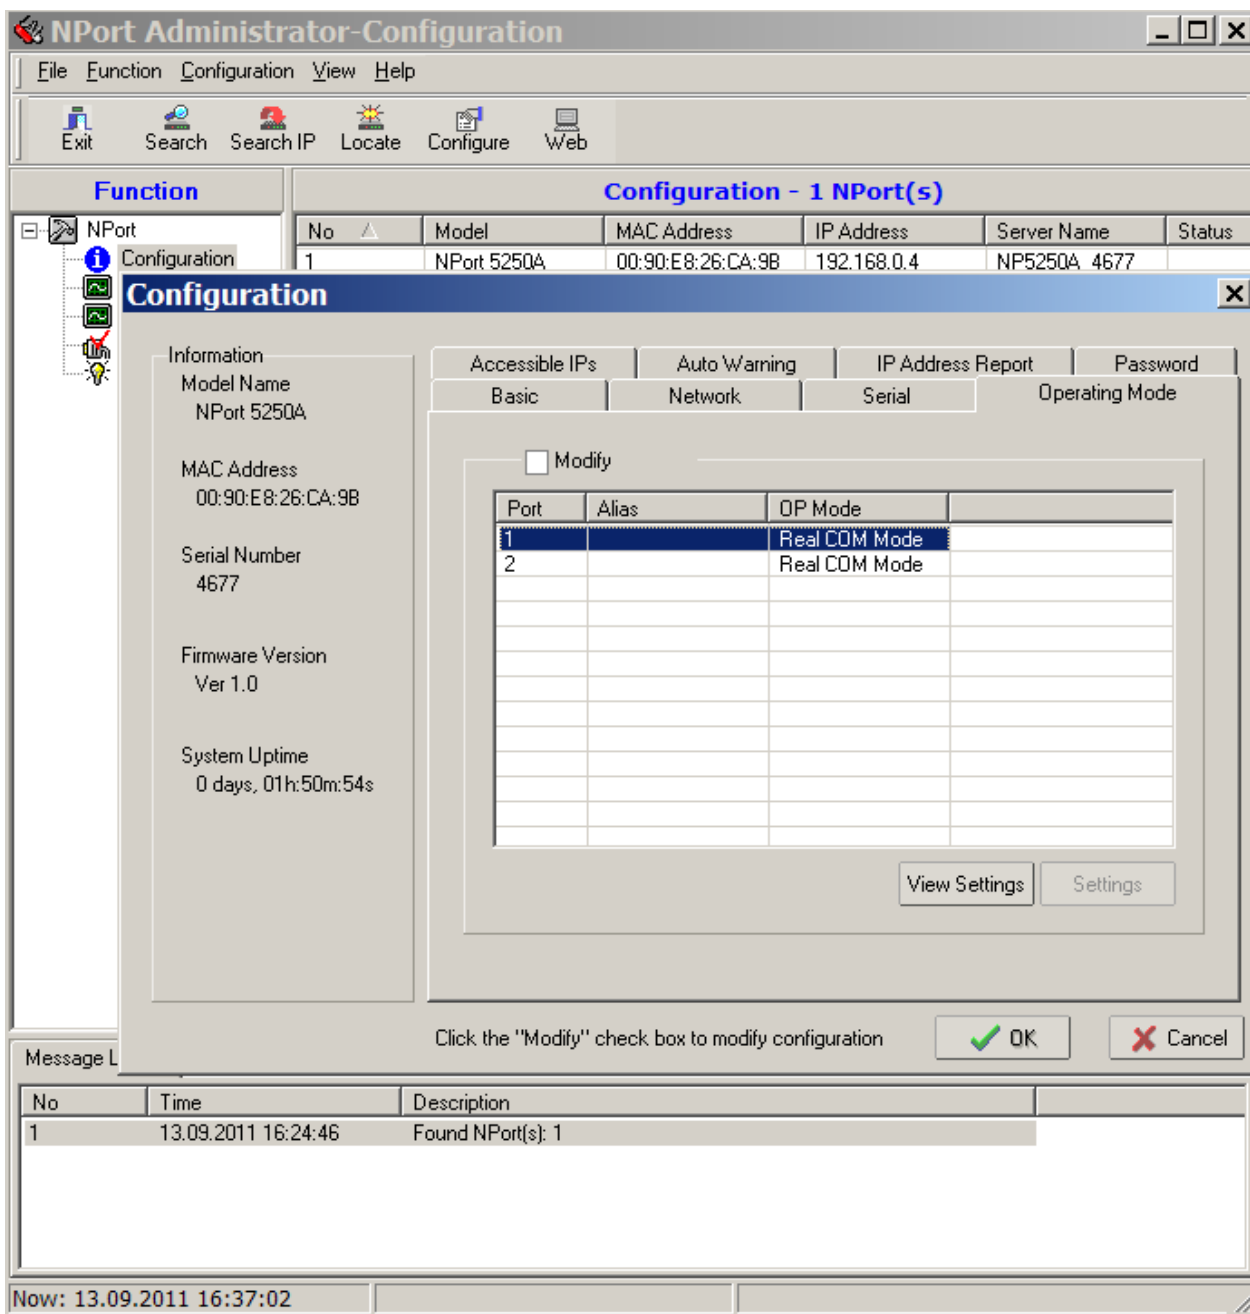 NPort Administrator-Configuration
File Function Configuration View Help
Exit Search Search IP Locate Configure Web
Function
Configuration - 1 NPort(s)
NPort
Configuration
No Model MAC Address IP Address Server Name Status
1 NPort 5250A 00:90:E8:26:CA:9B 192.168.0.4 NP5250A_4677
Configuration
Information
Model Name
NPort 5250A
MAC Address
00:90:E8:26:CA:9B
Serial Number
4677
Firmware Version
Ver 1.0
System Uptime
0 days, 01h:50m:54s
Accessible IPs Auto Warning IP Address Report Password
Basic Network Serial Operating Mode
Modify
Port Alias OP Mode
1 Real COM Mode
2 Real COM Mode
View Settings Settings
Click the "Modify" check box to modify configuration
OK Cancel
Message L
No Time Description
1 13.09.2011 16:24:46 Found NPort(s): 1
Now: 13.09.2011 16:37:02